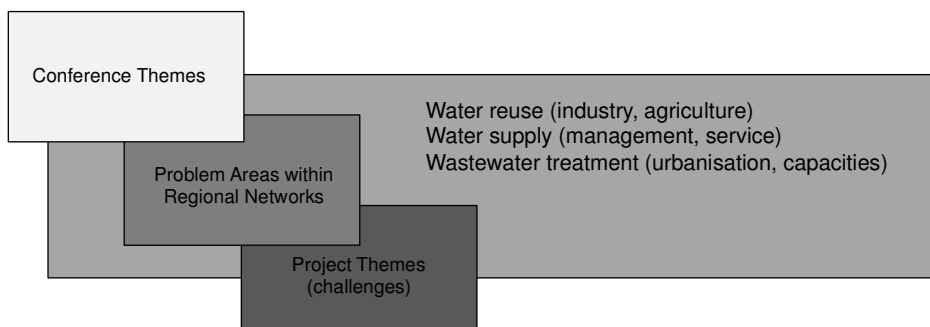 Conference Themes
Water reuse (industry, agriculture)
Water supply (management, service)
Wastewater treatment (urbanisation, capacities)
Problem Areas within
Regional Networks
Project Themes
(challenges)